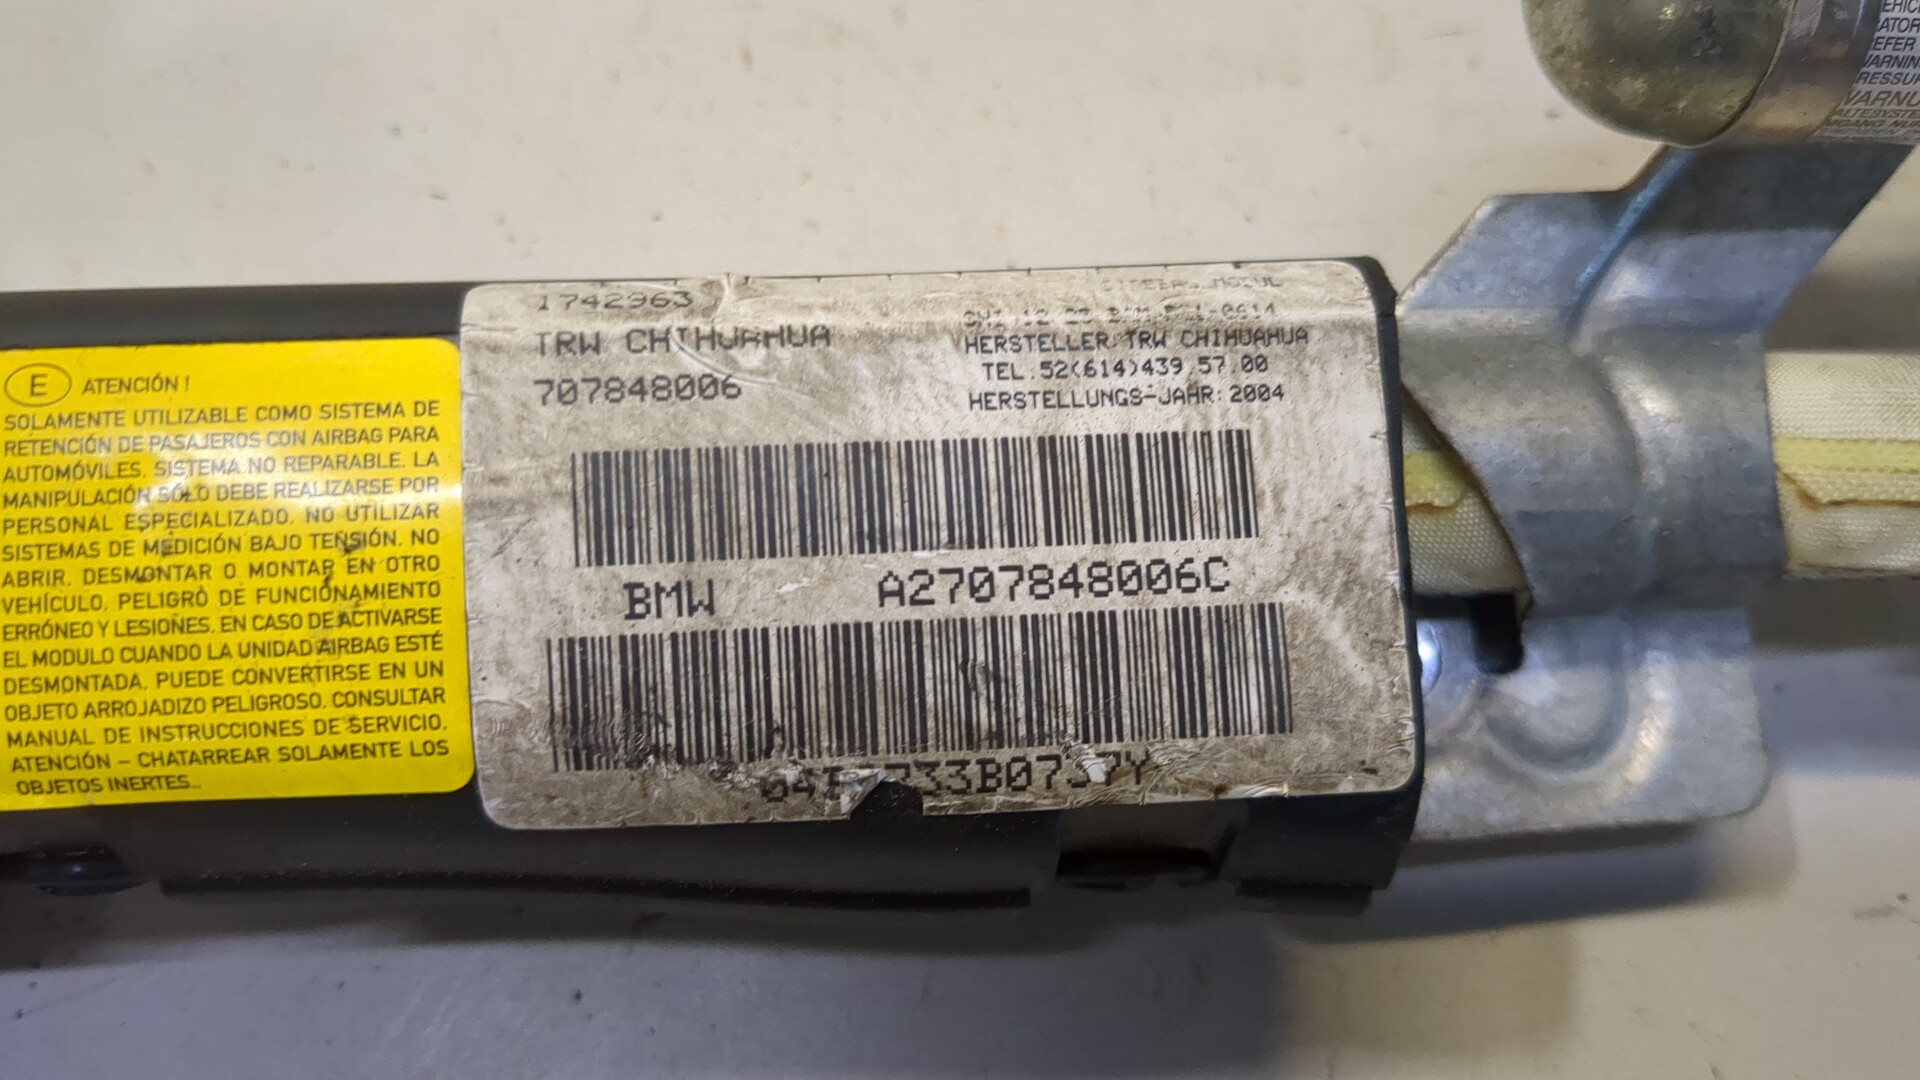 E ATENCIÓN!
SOLAMENTE UTILIZABLE COMO SISTEMA DE
RETENCIÓN DE PASAJEROS CON AIRBAG PARA
AUTOMÓVILES. SISTEMA NO REPARABLE. LA
MANIPULACIÓN SÓLO DEBE REALIZARSE POR
PERSONAL ESPECIALIZADO. NO UTILIZAR
SISTEMAS DE MEDICIÓN BAJO TENSIÓN. NO
ABRIR, DESMONTAR O MONTAR EN OTRO
VEHÍCULO. PELIGRO DE FUNCIONAMIENTO
ERRÓNEO Y LESIONES. EN CASO DE ACTIVARSE
EL MODULO CUANDO LA UNIDAD AIRBAG ESTÉ
DESMONTADA, PUEDE CONVERTIRSE EN UN
OBJETO ARROJADIZO PELIGROSO. CONSULTAR
MANUAL DE INSTRUCCIONES DE SERVICIO.
ATENCIÓN – CHATARREAR SOLAMENTE LOS
OBJETOS INERTES..
1742963
TRW CHIHUAHUA
707848006
HERSTELLER:TRW CHIHUAHUA
TEL.52(614)439.57.00
HERSTELLUNGS-JAHR:2004
BMW A2707848006C
33B0737Y
EFER
VARNU